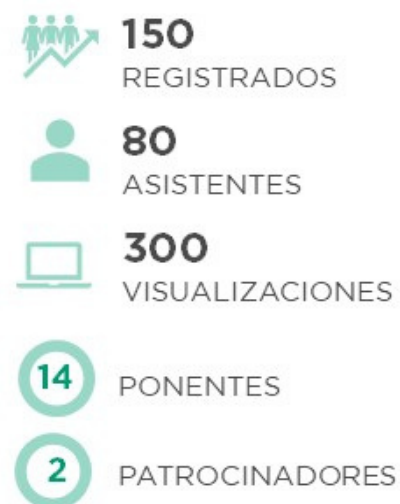 150
REGISTRADOS
80
ASISTENTES
300
VISUALIZACIONES
14 PONENTES
2 PATROCINADORES